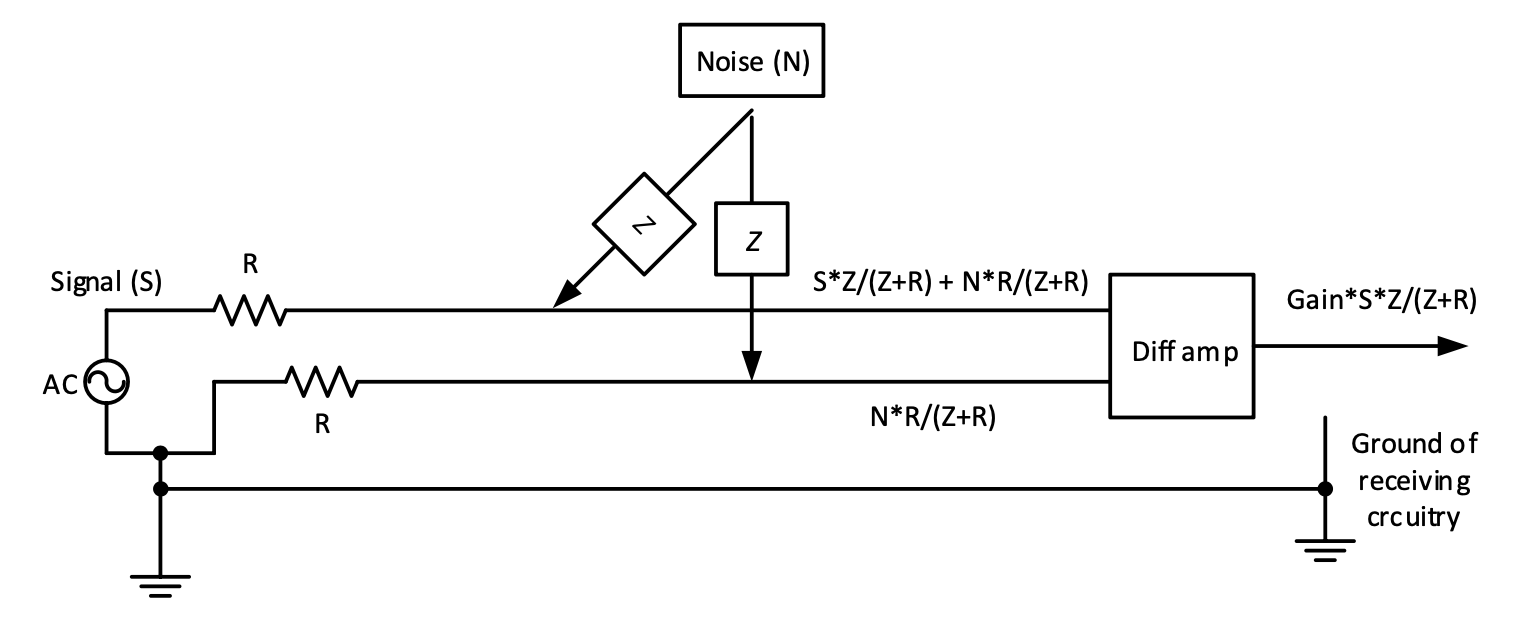 Noise (N)
Z
Z
R
Signal (S)
S*Z/(Z+R) + N*R/(Z+R)
Gain*S*Z/(Z+R)
Diff amp
AC
R
N*R/(Z+R)
Ground of
receiving
crcuitry